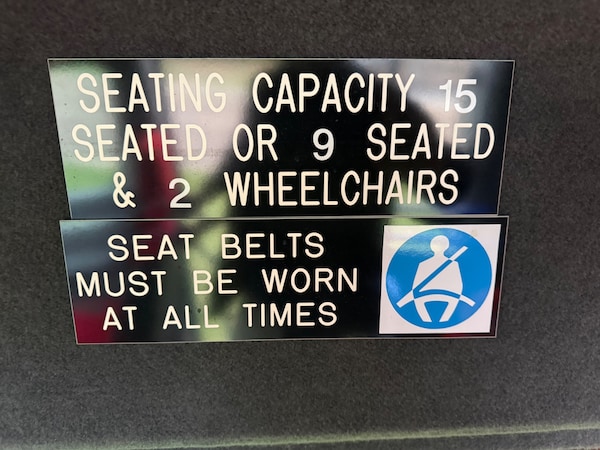 SEATING CAPACITY 15
SEATED OR 9 SEATED
& 2 WHEELCHAIRS
SEAT BELTS
MUST BE WORN
AT ALL TIMES